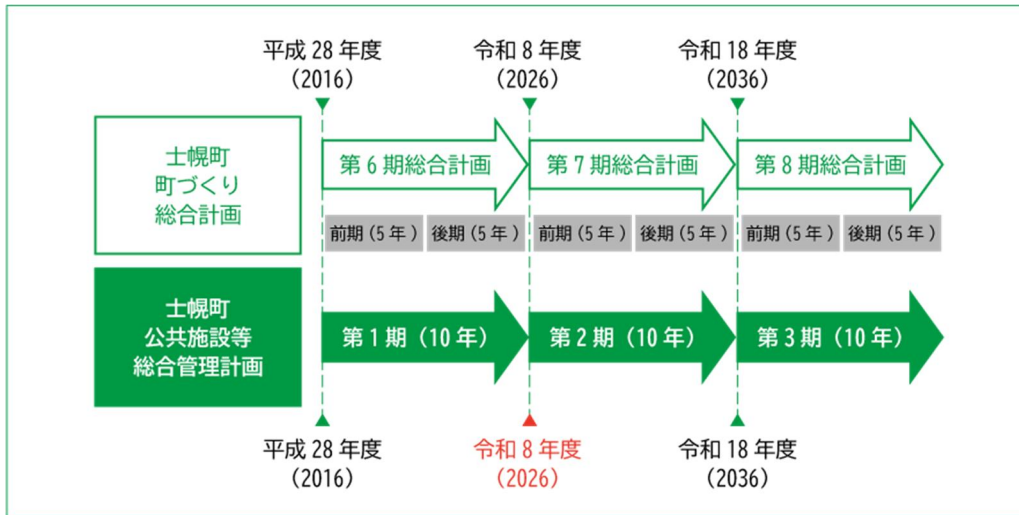 平成 28 年度
(2016)
令和 8 年度
(2026)
令和 18 年度
(2036)
士幌町
町づくり
総合計画
第 6 期総合計画
第 7 期総合計画
第 8 期総合計画
前期 (5 年)
後期 (5 年)
前期 (5 年)
後期 (5 年)
前期 (5 年)
後期 (5 年)
士幌町
公共施設等
総合管理計画
第 1 期 (10 年)
第 2 期 (10 年)
第 3 期 (10 年)
平成 28 年度
(2016)
令和 8 年度
(2026)
令和 18 年度
(2036)